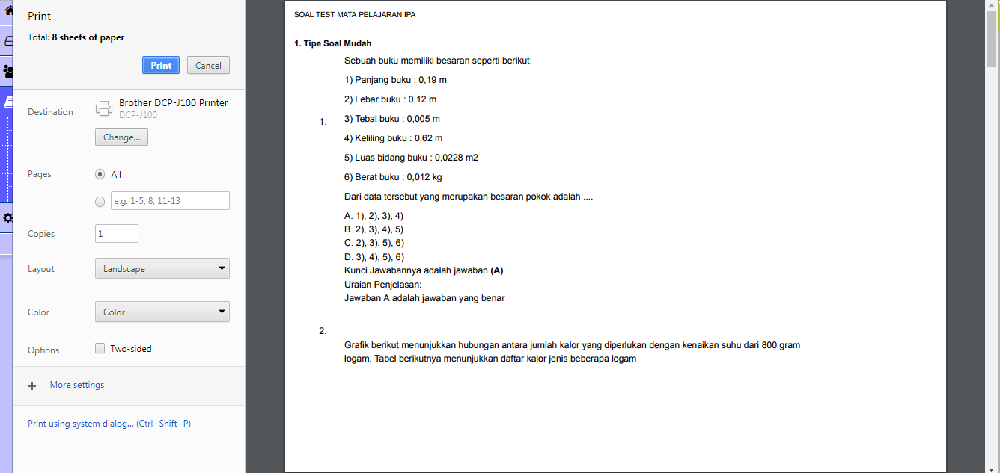 Print
Total: 8 sheets of paper
Print Cancel
Destination
Brother DCP-J100 Printer
DCP-J100
Change...
Pages
All
e.g. 1-5, 8, 11-13
Copies
1
Layout
Landscape
Color
Color
Options
Two-sided
More settings
Print using system dialog... (Ctrl+Shift+P)
SOAL TEST MATA PELAJARAN IPA
1. Tipe Soal Mudah
1.
Sebuah buku memiliki besaran seperti berikut:
1) Panjang buku : 0,19 m
2) Lebar buku : 0,12 m
3) Tebal buku : 0,005 m
4) Keliling buku : 0,62 m
5) Luas bidang buku : 0,0228 m2
6) Berat buku : 0,012 kg
Dari data tersebut yang merupakan besaran pokok adalah ....
A. 1), 2), 3), 4)
B. 2), 3), 4), 5)
C. 2), 3), 5), 6)
D. 3), 4), 5), 6)
Kunci Jawabannya adalah jawaban (A)
Uraian Penjelasan:
Jawaban A adalah jawaban yang benar
2.
Grafik berikut menunjukkan hubungan antara jumlah kalor yang diperlukan dengan kenaikan suhu dari 800 gram
logam. Tabel berikutnya menunjukkan daftar kalor jenis beberapa logam